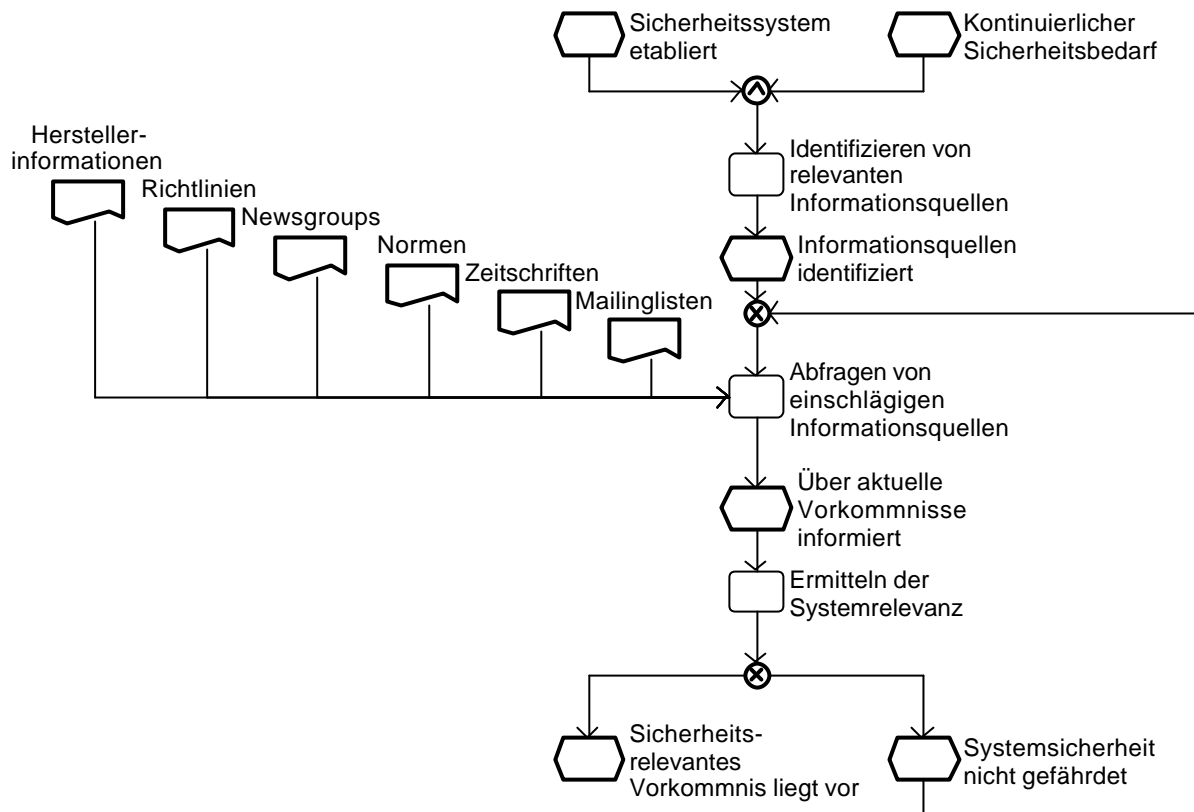 Sicherheitssystem
etabliert
Kontinuierlicher
Sicherheitsbedarf
Hersteller-
informationen
Richtlinien
Newsgroups
Normen
Zeitschriften
Mailinglisten
Identifizieren von
relevanten
Informationsquellen
Informationsquellen
identifiziert
Abfragen von
einschlägigen
Informationsquellen
Über aktuelle
Vorkommnisse
informiert
Ermitteln der
Systemrelevanz
Sicherheits-
relevantes
Vorkommnis liegt vor
Systemsicherheit
nicht gefährdet